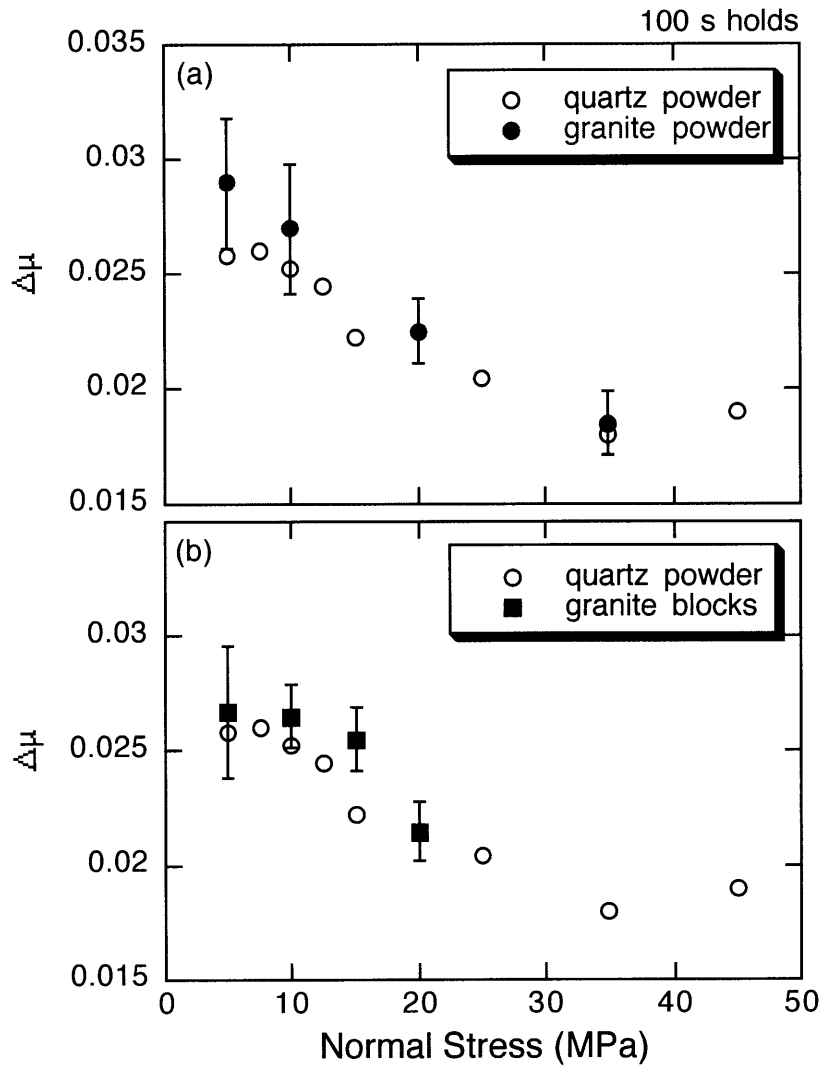 100 s holds
0.035
(a)
quartz powder
granite powder
0.03
Δμ
0.025
0.02
0.015
(b)
quartz powder
granite blocks
0.03
Δμ
0.025
0.02
0.015
0 10 20 30 40 50
Normal Stress (MPa)